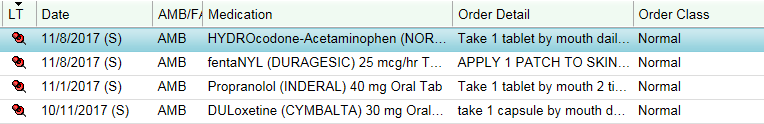 LT Date AMB/FA Medication Order Detail Order Class
11/8/2017 (S) AMB HYDROcodone-Acetaminophen (NOR... Take 1 tablet by mouth dail... Normal
11/8/2017 (S) AMB fentaNYL (DURAGESIC) 25 mcg/hr T... APPLY 1 PATCH TO SKIN... Normal
11/1/2017 (S) AMB Propranolol (INDERAL) 40 mg Oral Tab Take 1 tablet by mouth 2 ti... Normal
10/11/2017 (S) AMB DULoxetine (CYMBALTA) 30 mg Oral... take 1 capsule by mouth d... Normal